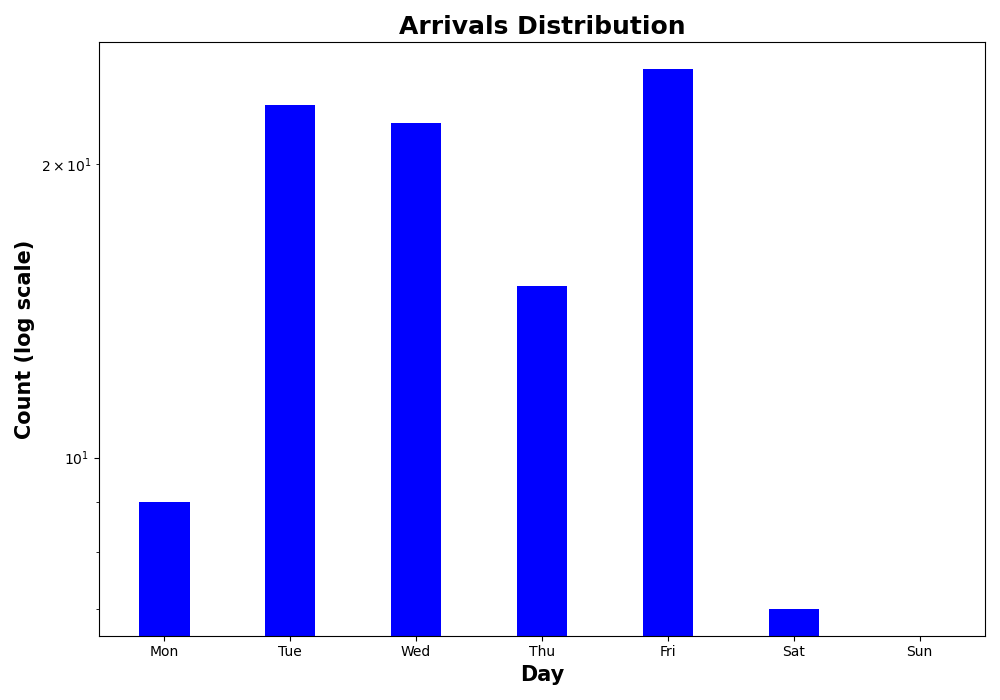 Arrivals Distribution
Count (log scale)
2 × 10¹
10¹
Mon Tue Wed Thu Fri Sat Sun
Day